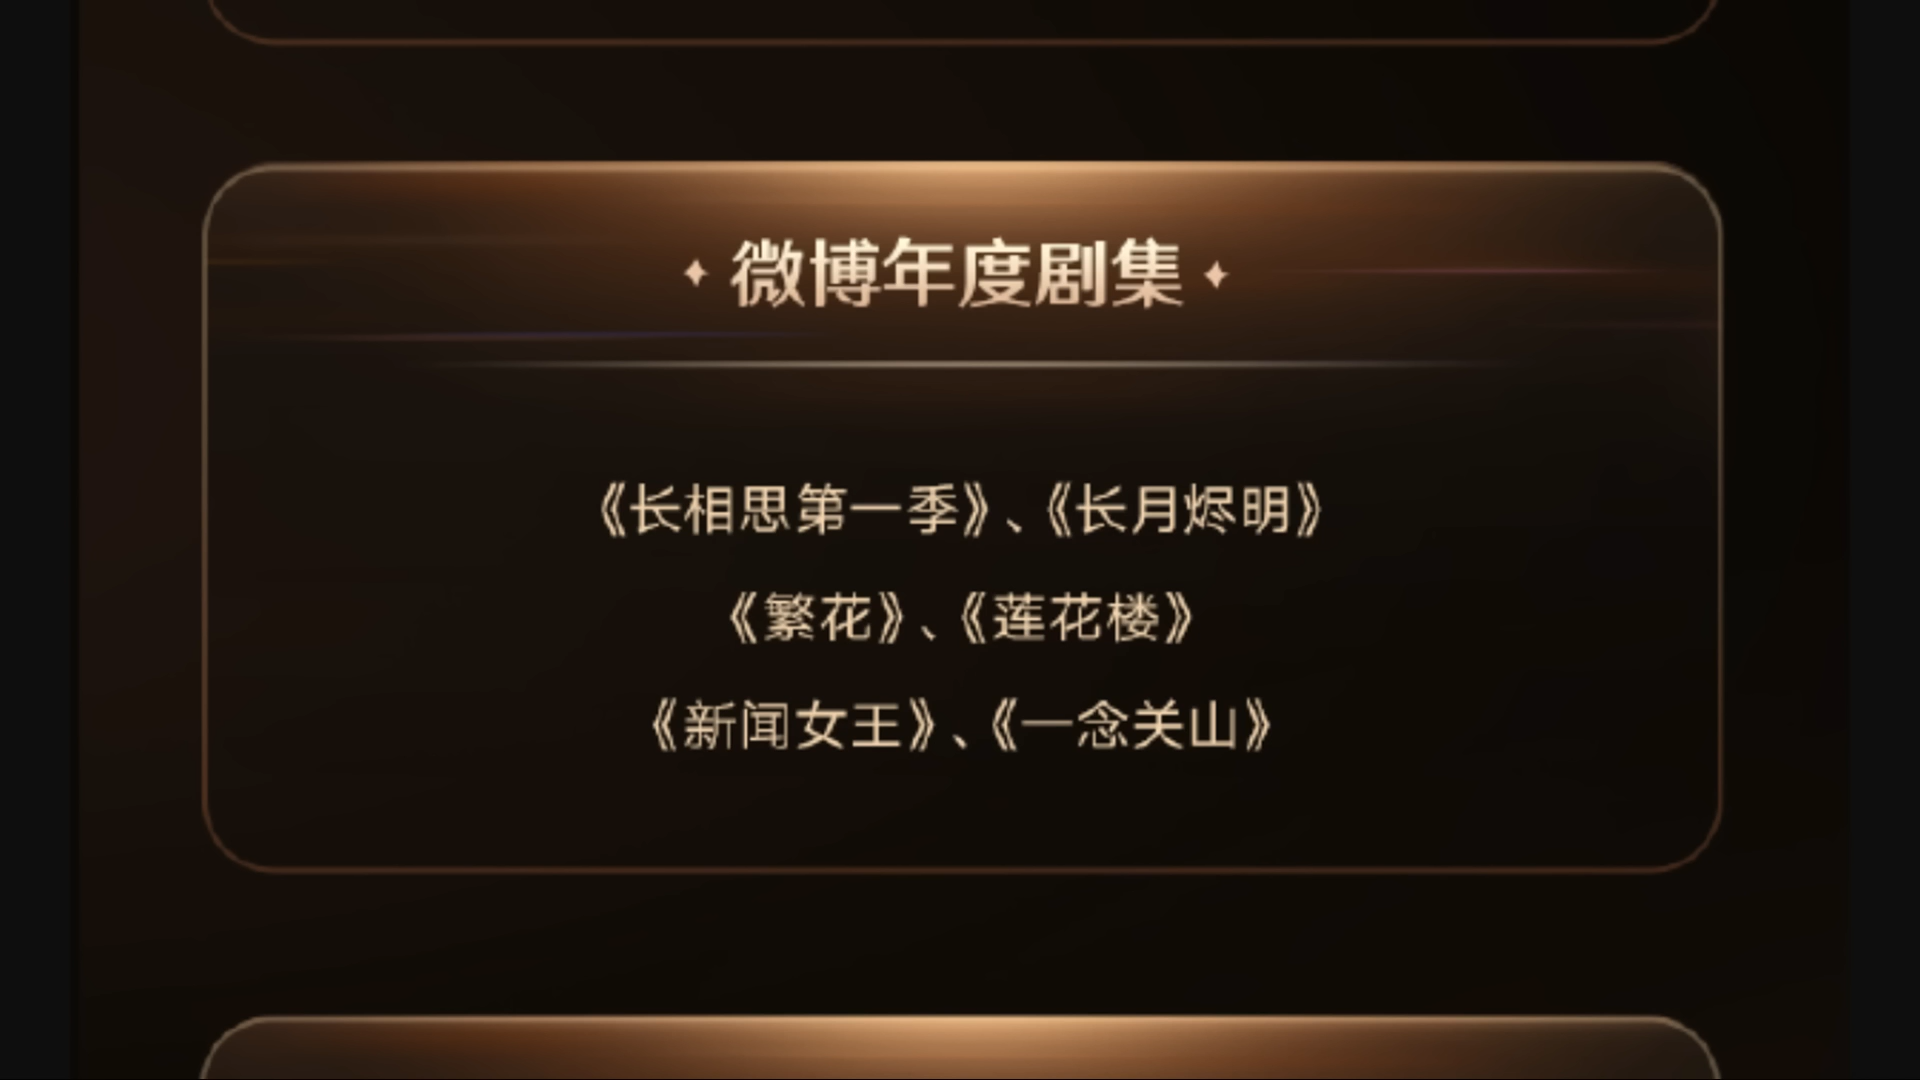 微博年度剧集
《长相思第一季》、《长月烬明》
《繁花》、《莲花楼》
《新闻女王》、《一念关山》